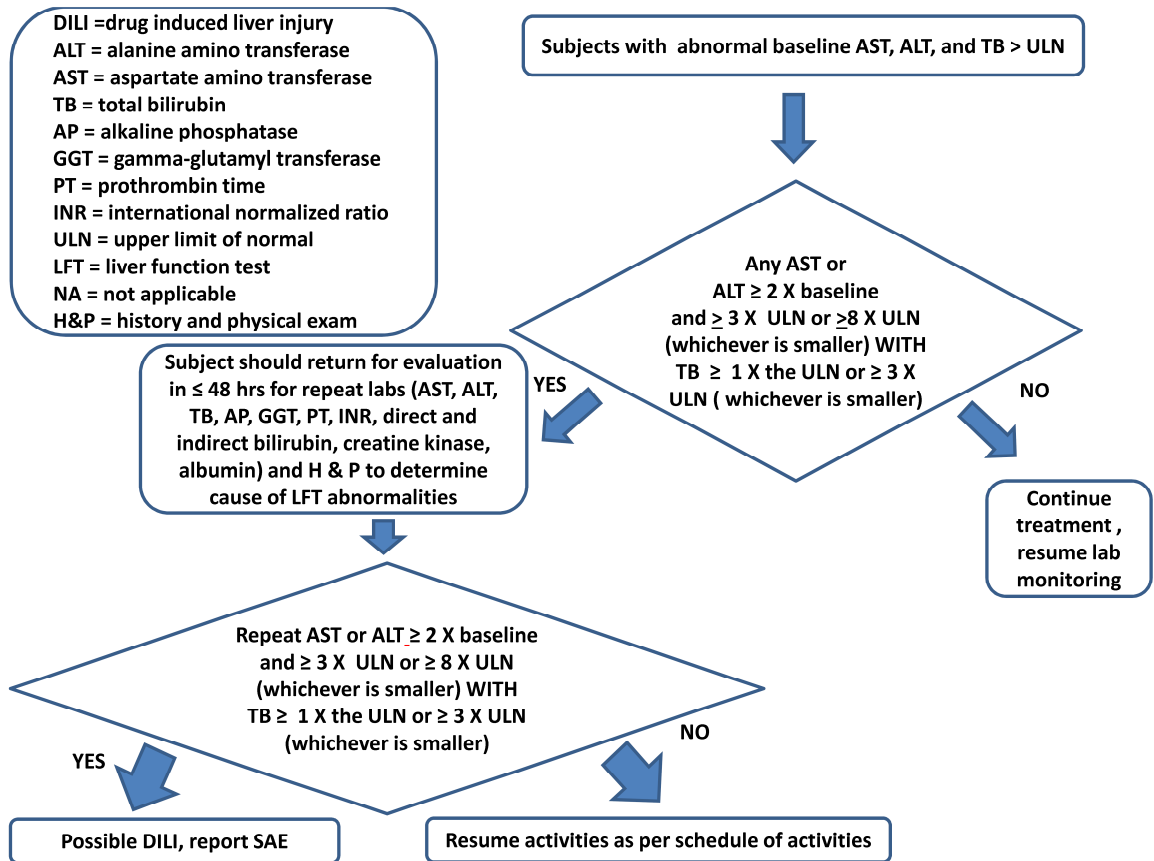 DILI =drug induced liver injury
ALT = alanine amino transferase
AST = aspartate amino transferase
TB = total bilirubin
AP = alkaline phosphatase
GGT = gamma-glutamyl transferase
PT = prothrombin time
INR = international normalized ratio
ULN = upper limit of normal
LFT = liver function test
NA = not applicable
H&P = history and physical exam
Subjects with abnormal baseline AST, ALT, and TB > ULN
Any AST or
ALT ≥ 2 X baseline
and ≥ 3 X ULN or ≥8 X ULN
(whichever is smaller) WITH
TB ≥ 1 X the ULN or ≥ 3 X
ULN ( whichever is smaller)
YES
NO
Subject should return for evaluation
in ≤ 48 hrs for repeat labs (AST, ALT,
TB, AP, GGT, PT, INR, direct and
indirect bilirubin, creatine kinase,
albumin) and H & P to determine
cause of LFT abnormalities
Continue
treatment ,
resume lab
monitoring
Repeat AST or ALT ≥ 2 X baseline
and ≥ 3 X ULN or ≥ 8 X ULN
(whichever is smaller) WITH
TB ≥ 1 X the ULN or ≥ 3 X ULN
(whichever is smaller)
YES
NO
Possible DILI, report SAE
Resume activities as per schedule of activities